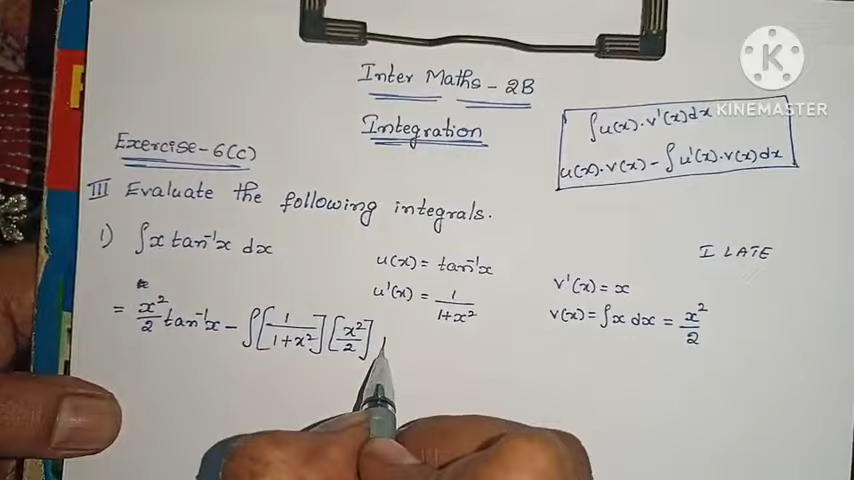 Inter Maths - 2B
KINEMASTER
Integration
∫u(x)·v'(x)dx
u(x)·v(x) - ∫u'(x)·v(x)dx
Exercise - 6(c)
III Evaluate the following integrals.
1) ∫x tan⁻¹x dx
I LATE
u(x) = tan⁻¹x
u'(x) = 1/(1+x²)
v'(x) = x
v(x) = ∫x dx = x²/2
= x²/2 tan⁻¹x - ∫[1/(1+x²)] [x²/2]